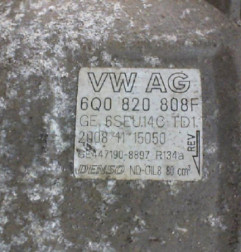 VW AG
6Q0 820 808F
GE 6SEU14C TD1
2008 41 15050
GE447190-8897 R134a
DENSO ND-OIL8 80 cm³
REV